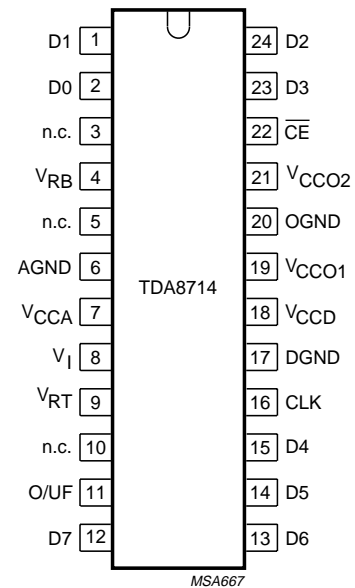 D1 1 24 D2
D0 2 23 D3
n.c. 3 22 C̅E̅
VRB 4 21 VCCO2
n.c. 5 20 OGND
AGND 6 19 VCCO1
TDA8714
VCCA 7 18 VCCD
VI 8 17 DGND
VRT 9 16 CLK
n.c. 10 15 D4
O/UF 11 14 D5
D7 12 13 D6
MSA667